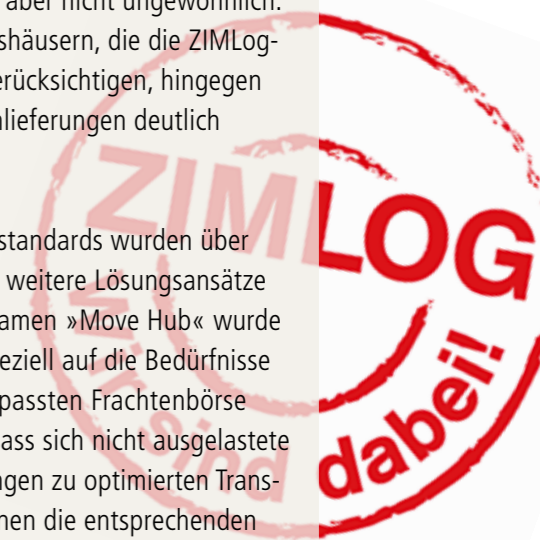 aber nicht ungewöhnlich.
shäusern, die die ZIMLog-
erücksichtigen, hingegen
lieferungen deutlich
standards wurden über
weitere Lösungsansätze
amen »Move Hub« wurde
eziell auf die Bedürfnisse
passten Frachtenbörse
ass sich nicht ausgelastete
gen zu optimierten Trans-
nen die entsprechenden
ZIMLOG
wir sind dabei!